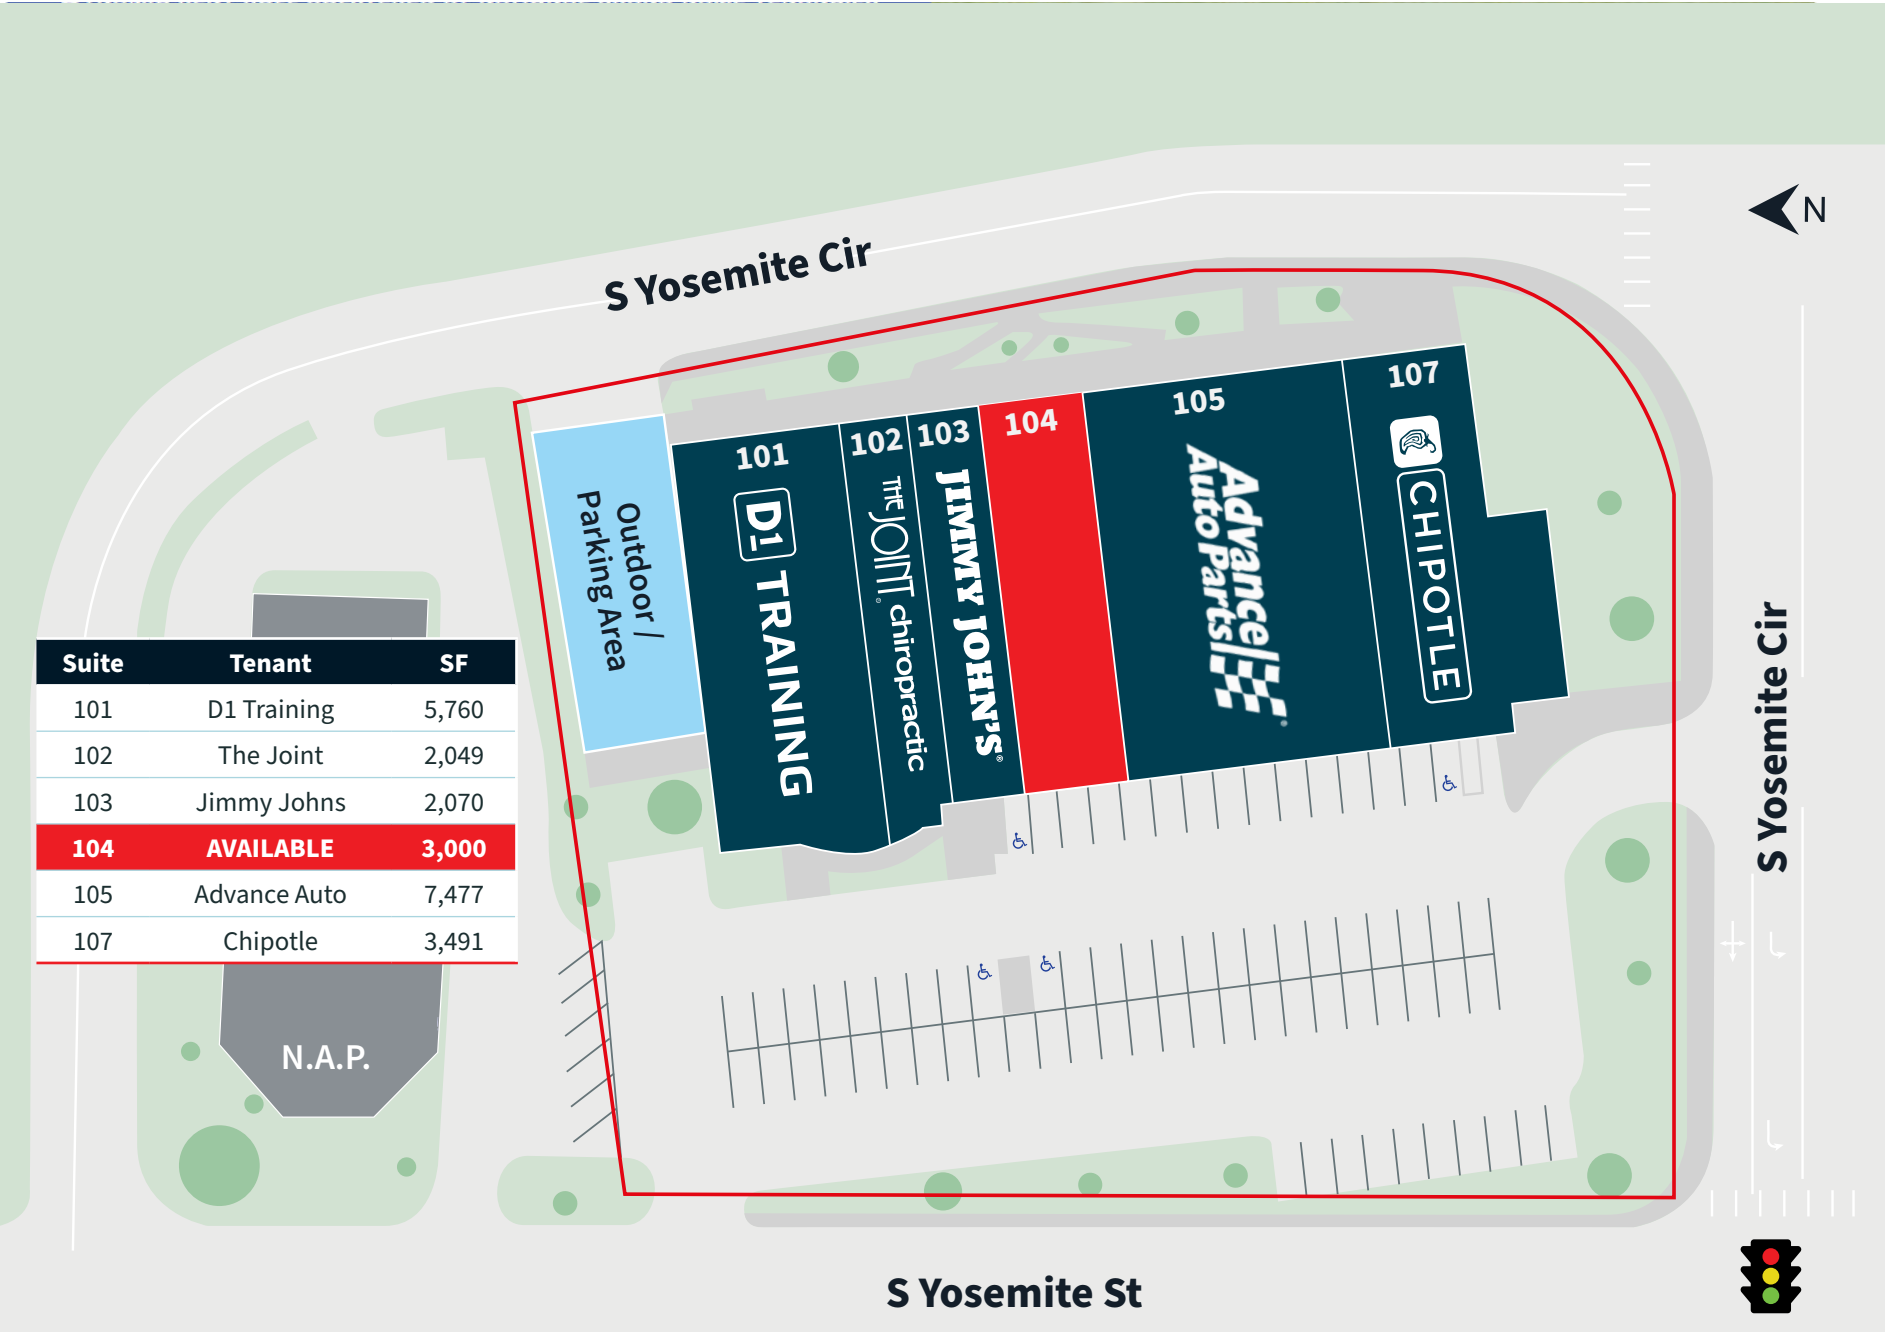 S Yosemite Cir
N
101
102
103
104
105
107
Outdoor /
Parking Area
D1 TRAINING
THE JOINT® chiropractic
JIMMY JOHN'S®
Advance
Auto Parts®
CHIPOTLE
S Yosemite Cir
Suite Tenant SF
101 D1 Training 5,760
102 The Joint 2,049
103 Jimmy Johns 2,070
104 AVAILABLE 3,000
105 Advance Auto 7,477
107 Chipotle 3,491
N.A.P.
S Yosemite St